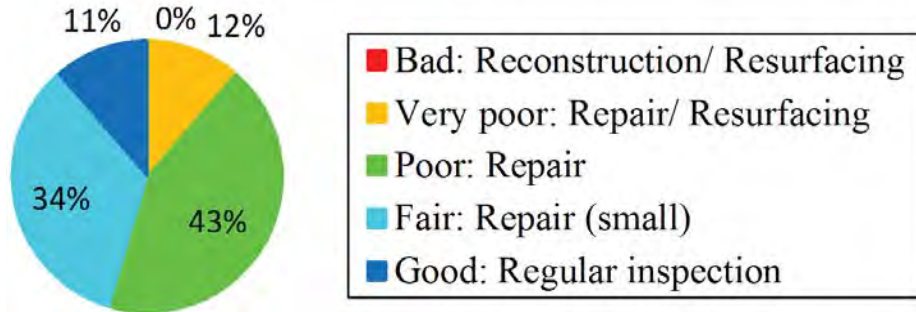 11%
0%
12%
34%
43%
Bad: Reconstruction/ Resurfacing
Very poor: Repair/ Resurfacing
Poor: Repair
Fair: Repair (small)
Good: Regular inspection